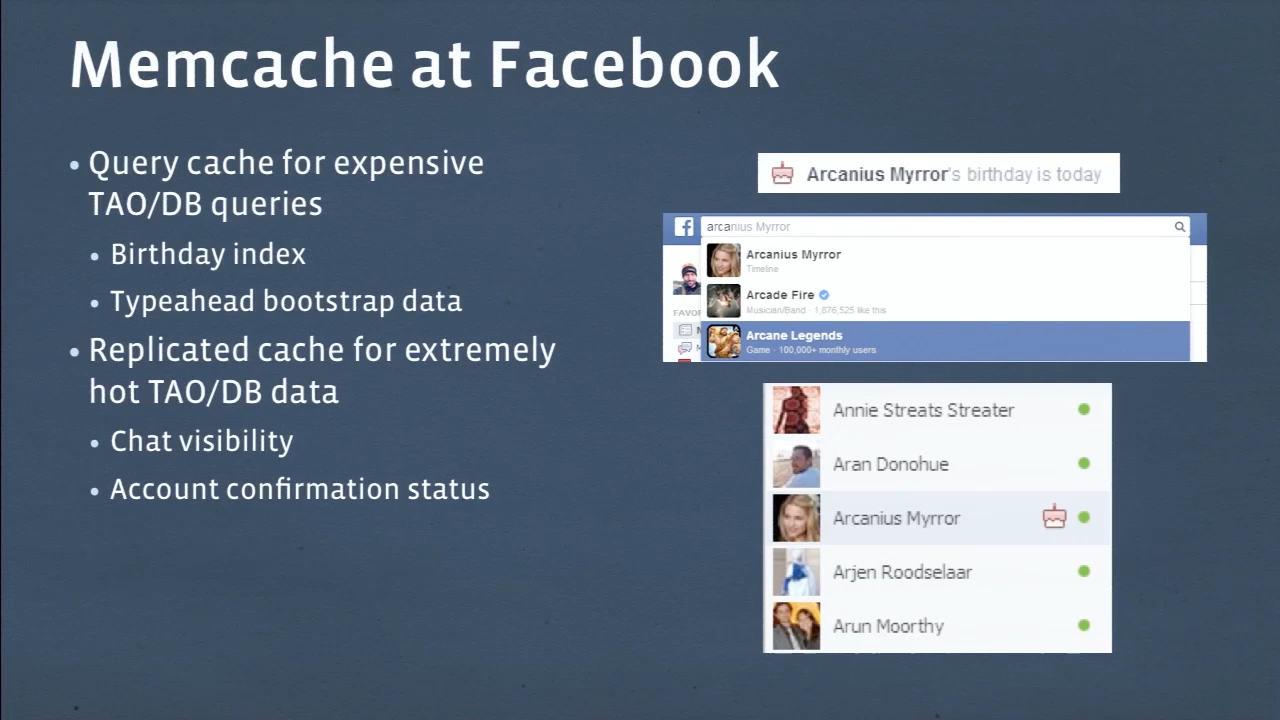 Memcache at Facebook
• Query cache for expensive
TAO/DB queries
• Birthday index
• Typeahead bootstrap data
• Replicated cache for extremely
hot TAO/DB data
• Chat visibility
• Account confirmation status
Arcanius Myrror's birthday is today
arcanius Myrror
Arcanius Myrror
Timeline
Arcade Fire
Musician/Band · 1,876,525 like this
FAVOR
Arcane Legends
Game · 100,000+ monthly users
Annie Streats Streater
Aran Donohue
Arcanius Myrror
Arjen Roodselaar
Arun Moorthy